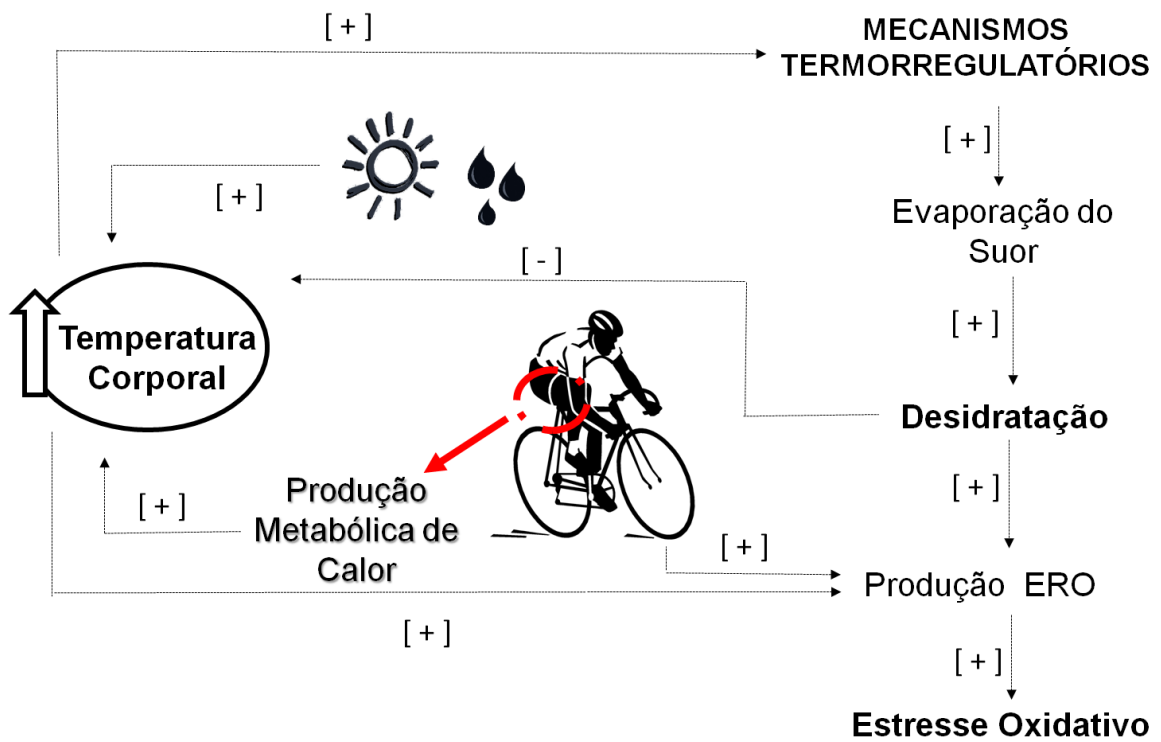 [ + ]
MECANISMOS
TERMORREGULATÓRIOS
[ + ]
[ + ]
Evaporação do
Suor
[ - ]
[ + ]
Temperatura
Corporal
Desidratação
[ + ]
Produção
Metabólica de
Calor
[ + ]
[ + ]
Produção ERO
[ + ]
[ + ]
Estresse Oxidativo